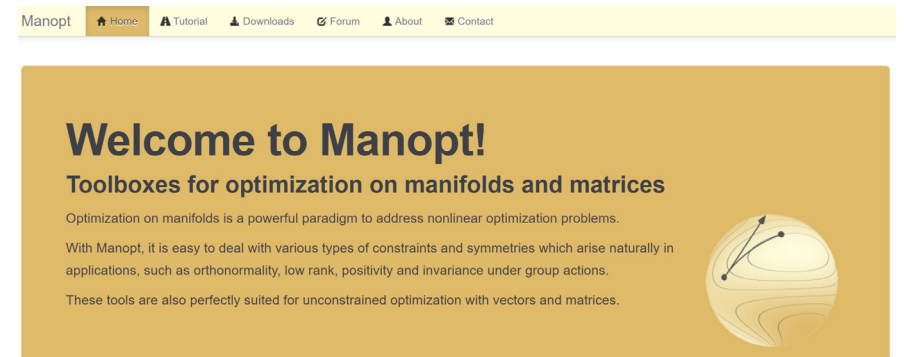 Manopt Home Tutorial Downloads Forum About Contact
Welcome to Manopt!
Toolboxes for optimization on manifolds and matrices
Optimization on manifolds is a powerful paradigm to address nonlinear optimization problems.
With Manopt, it is easy to deal with various types of constraints and symmetries which arise naturally in
applications, such as orthonormality, low rank, positivity and invariance under group actions.
These tools are also perfectly suited for unconstrained optimization with vectors and matrices.